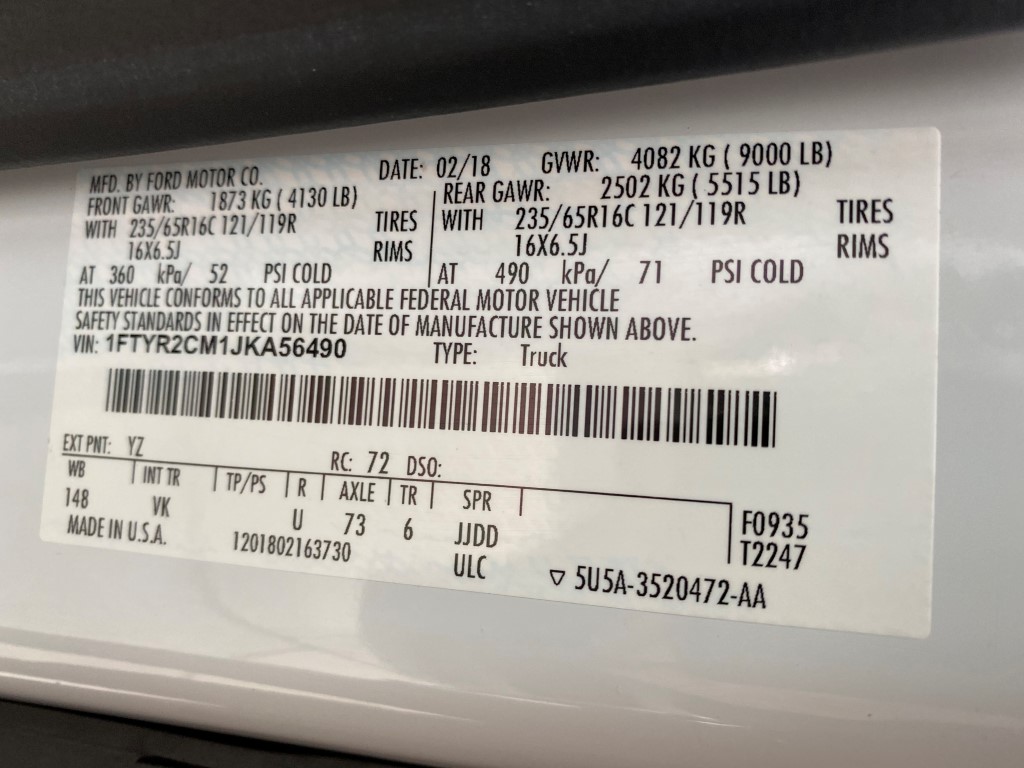 MFD. BY FORD MOTOR CO. DATE: 02/18 GVWR: 4082 KG ( 9000 LB)
FRONT GAWR: 1873 KG ( 4130 LB) REAR GAWR: 2502 KG ( 5515 LB)
WITH 235/65R16C 121/119R TIRES WITH 235/65R16C 121/119R TIRES
16X6.5J RIMS 16X6.5J RIMS
AT 360 kPa/ 52 PSI COLD AT 490 kPa/ 71 PSI COLD
THIS VEHICLE CONFORMS TO ALL APPLICABLE FEDERAL MOTOR VEHICLE
SAFETY STANDARDS IN EFFECT ON THE DATE OF MANUFACTURE SHOWN ABOVE.
VIN: 1FTYR2CM1JKA56490 TYPE: Truck
EXT PNT: YZ RC: 72 DSO:
WB INT TR TP/PS R AXLE TR SPR
148 VK U 73 6 JJDD F0935
MADE IN U.S.A. 1201802163730 ULC T2247
▽ 5U5A-3520472-AA